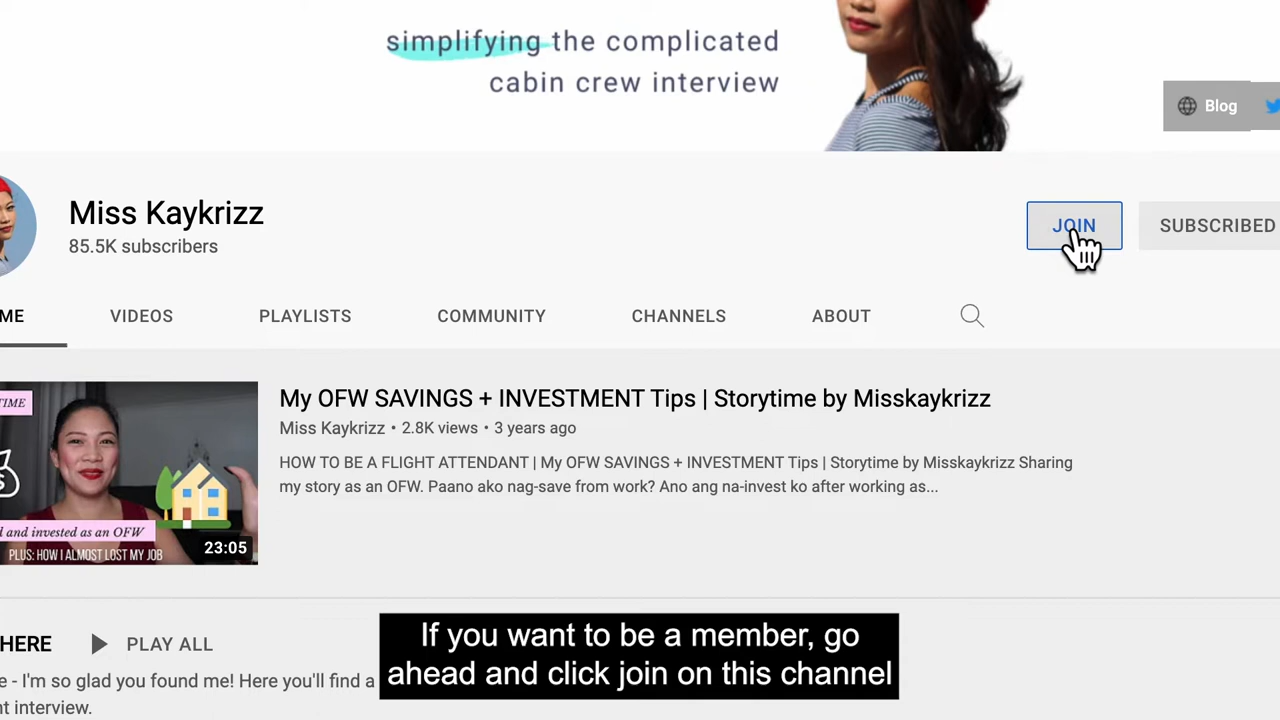 simplifying the complicated
cabin crew interview
Blog
Miss Kaykrizz
85.5K subscribers
JOIN
SUBSCRIBED
ME
VIDEOS
PLAYLISTS
COMMUNITY
CHANNELS
ABOUT
TIME
My OFW SAVINGS + INVESTMENT Tips | Storytime by Misskaykrizz
Miss Kaykrizz • 2.8K views • 3 years ago
HOW TO BE A FLIGHT ATTENDANT | My OFW SAVINGS + INVESTMENT Tips | Storytime by Misskaykrizz Sharing
my story as an OFW. Paano ako nag-save from work? Ano ang na-invest ko after working as...
d and invested as an OFW
PLUS: HOW I ALMOST LOST MY JOB
23:05
HERE
PLAY ALL
e - I'm so glad you found me! Here you'll find a
nt interview.
If you want to be a member, go
ahead and click join on this channel